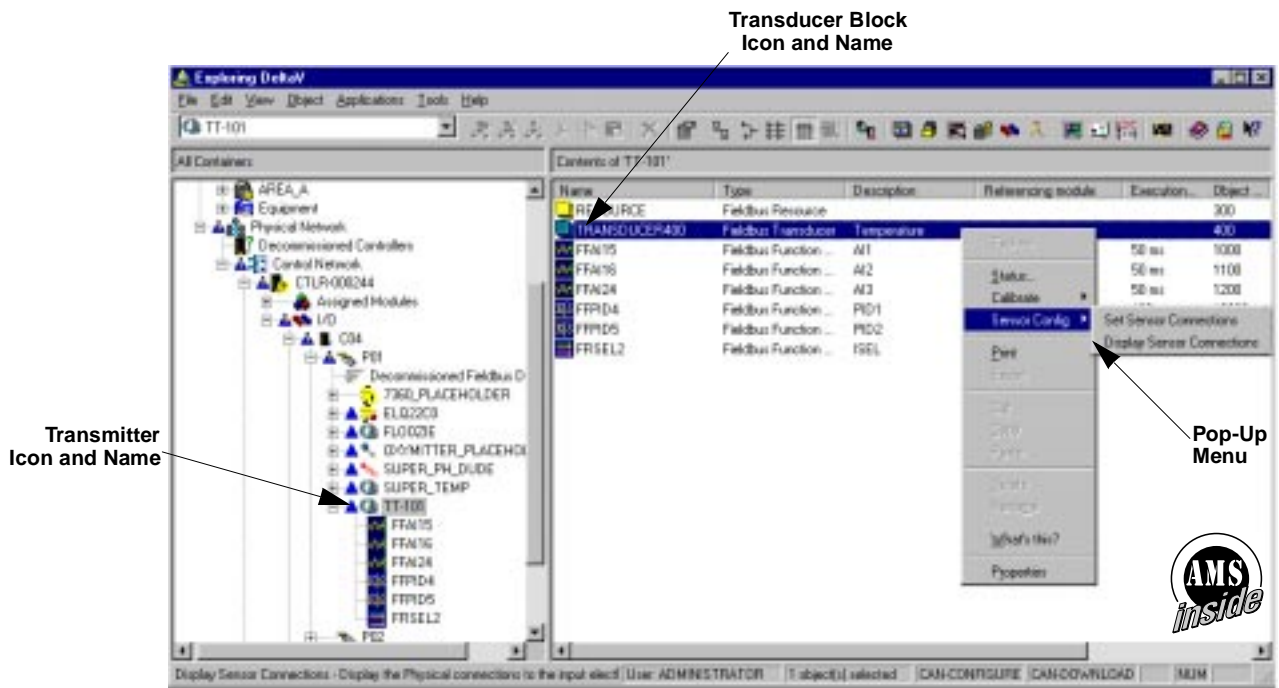 Transducer Block
Icon and Name
Exploring DeltaV
File Edit View Object Applications Tools Help
TT-101
All Containers
Contents of 'TT-101'
AREA_A
Equipment
Physical Network
Decommissioned Controllers
Control Network
CTLR-008244
Assigned Modules
I/O
C04
P01
Decommissioned Fieldbus D
7360_PLACEHOLDER
FLOOZIE
OXYMITTER_PLACEHOL
SUPER_PH_DUDE
SUPER_TEMP
TT-101
FFAI15
FFAI16
FFAI24
FFPID4
FFPID5
FFISEL2
P02
Name Type Description Referencing module Execution... Object ...
RESOURCE Fieldbus Resource 300
TRANSDUCER400 Fieldbus Transducer Temperature 400
FFAI15 Fieldbus Function ... AI1 50 ms 1000
FFAI16 Fieldbus Function ... AI2 50 ms 1100
FFAI24 Fieldbus Function ... AI3 50 ms 1200
FFPID4 Fieldbus Function ... PID1
FFPID5 Fieldbus Function ... PID2
FFISEL2 Fieldbus Function ... ISEL
Status...
Calibrate
Sensor Config
Print
What's this?
Properties
Set Sensor Connections
Display Sensor Connections
Transmitter
Icon and Name
Pop-Up
Menu
AMS
inside
Display Sensor Connections - Display the Physical connections to the input elect User: ADMINISTRATOR 1 object(s) selected CAN-CONFIGURE CAN-DOWNLOAD NUM